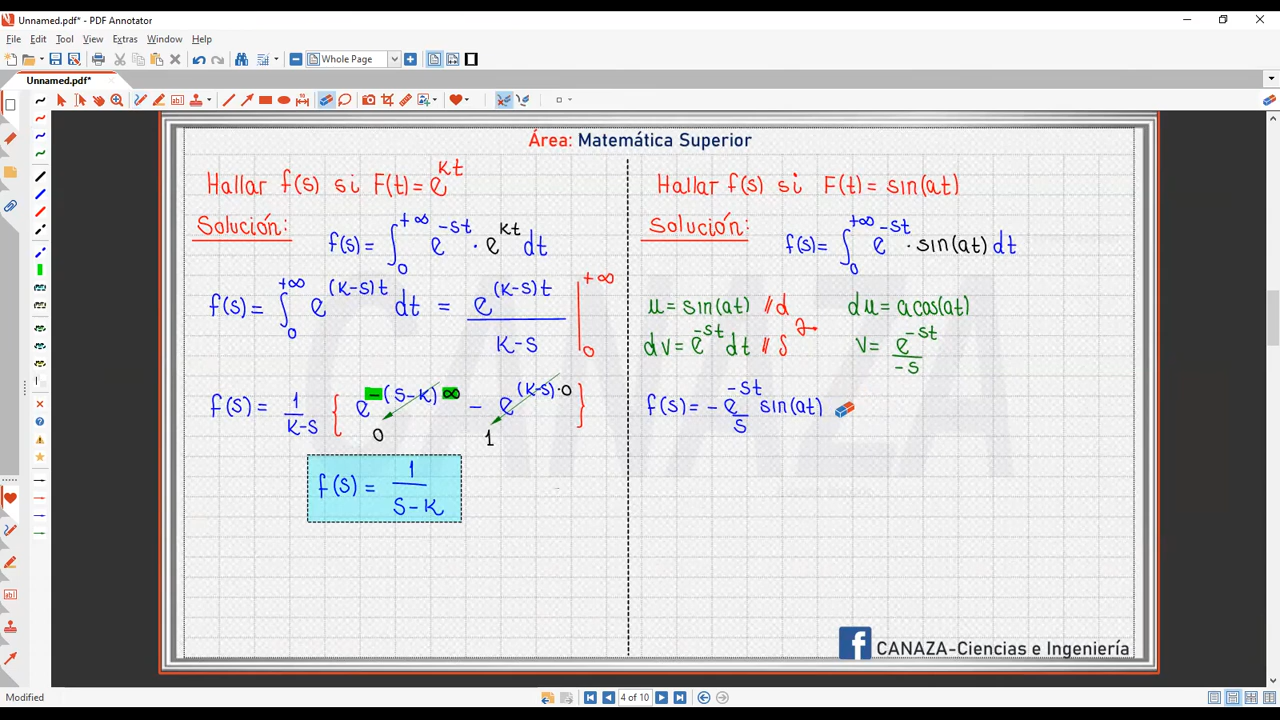 Unnamed.pdf* - PDF Annotator
File Edit Tool View Extras Window Help
Whole Page
Unnamed.pdf*
Área: Matemática Superior
Hallar f(s) si F(t) = e^{kt}
Solución:
f(s) = ∫_0^{+∞} e^{-st} · e^{kt} dt
f(s) = ∫_0^{+∞} e^{(k-s)t} dt = e^{(k-s)t} / (k-s) |_0^{+∞}
f(s) = 1/(k-s) { e^{-(s-k)∞} - e^{(k-s)·0} }
0 1
f(s) = 1/(s-k)
Hallar f(s) si F(t) = sin(at)
Solución:
f(s) = ∫_0^{+∞} e^{-st} · sin(at) dt
u = sin(at) // d du = a cos(at)
dv = e^{-st} dt // ∫ v = e^{-st}/-s
f(s) = - e^{-st}/s sin(at)
f CANAZA-Ciencias e Ingeniería
Modified
4 of 10